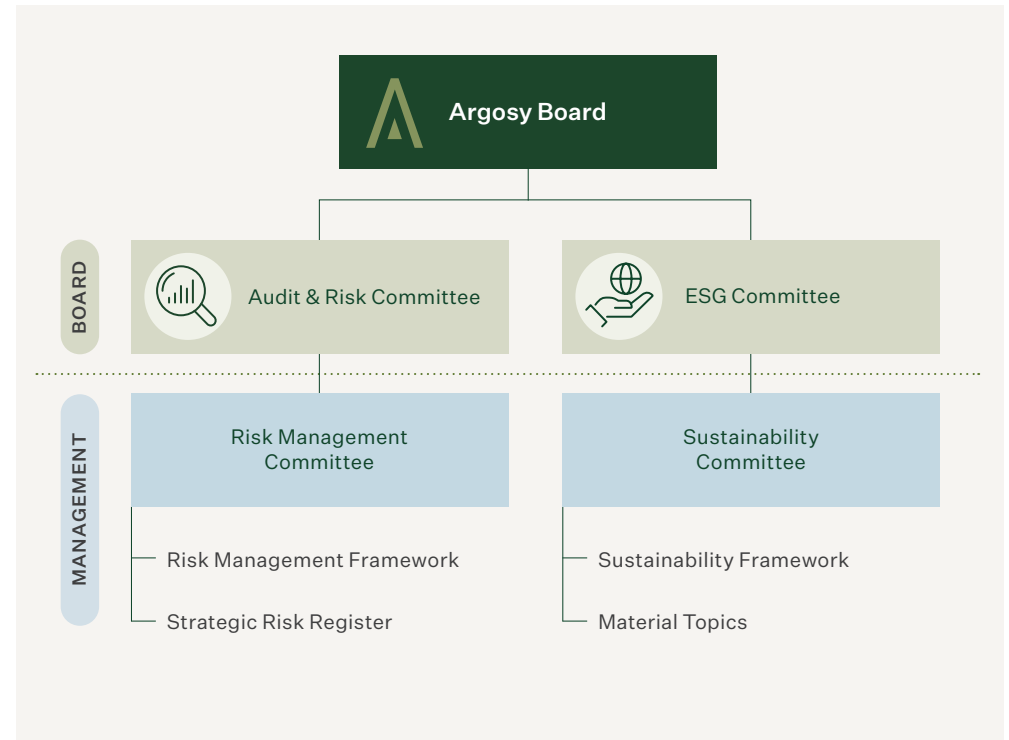 Argosy Board
BOARD
Audit & Risk Committee
ESG Committee
MANAGEMENT
Risk Management
Committee
Sustainability
Committee
Risk Management Framework
Sustainability Framework
Strategic Risk Register
Material Topics